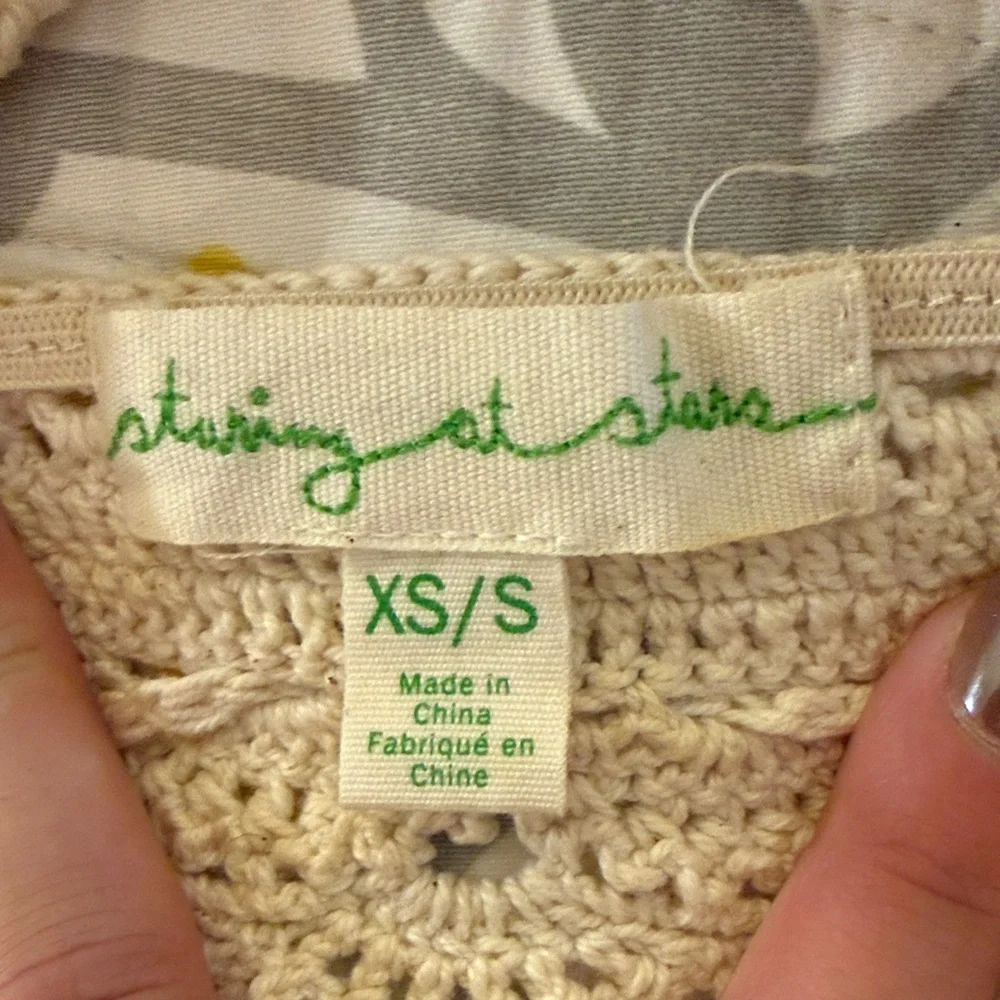 staring at stars
XS/S
Made in
China
Fabriqué en
Chine